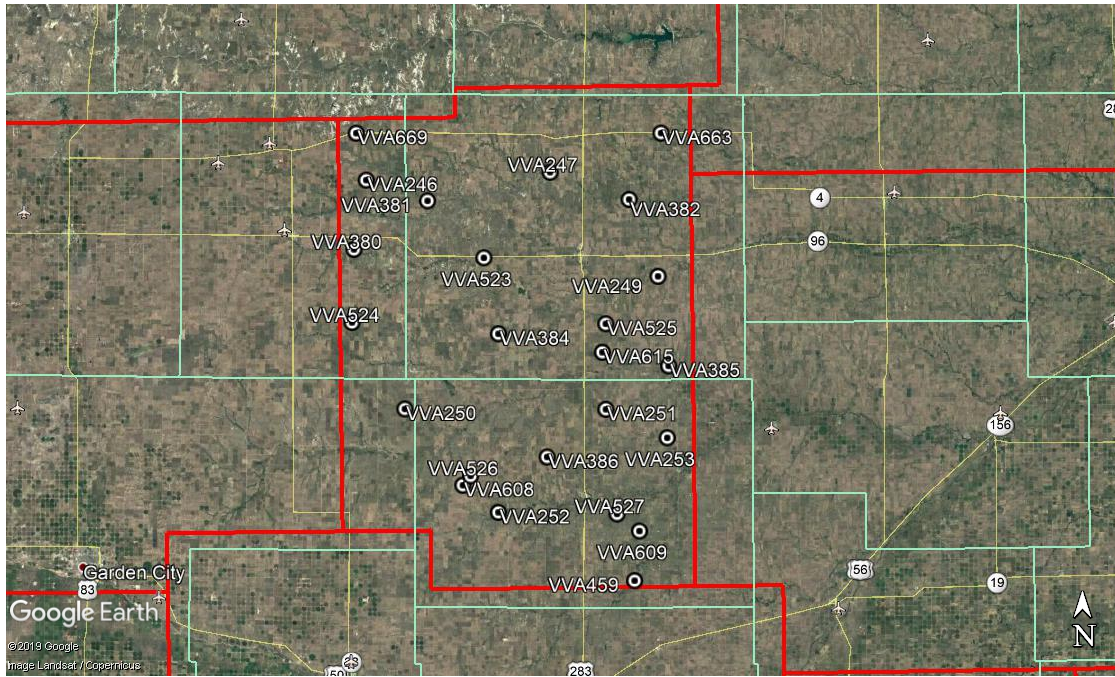 28
VVA669
VVA663
VVA247
VVA246
VVA381
VVA382
4
VVA380
96
VVA523
VVA249
VVA524
VVA525
VVA384
VVA615
VVA385
VVA250
VVA251
156
VVA386
VVA253
VVA526
VVA608
VVA527
VVA252
VVA609
Garden City
56
VVA459
19
83
Google Earth
N
©2019 Google
Image Landsat / Copernicus
50
283